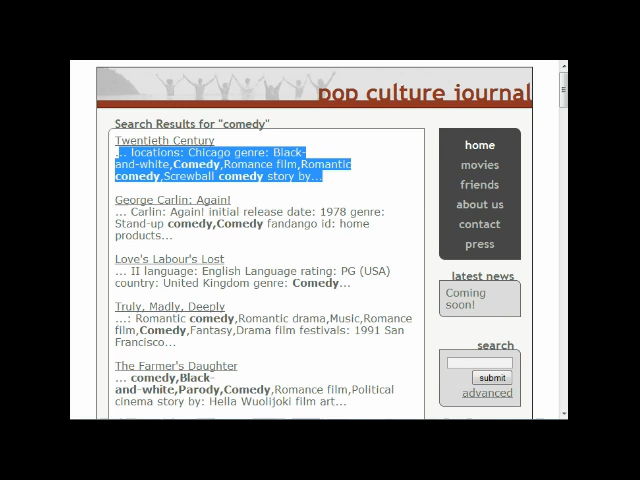 pop culture journal
Search Results for "comedy"
Twentieth Century
... locations: Chicago genre: Black-
and-white,Comedy,Romance film,Romantic
comedy,Screwball comedy story by...
George Carlin: Again!
... Carlin: Again! initial release date: 1978 genre:
Stand-up comedy,Comedy fandango id: home
products...
Love's Labour's Lost
... II language: English Language rating: PG (USA)
country: United Kingdom genre: Comedy...
Truly, Madly, Deeply
...: Romantic comedy,Romantic drama,Music,Romance
film,Comedy,Fantasy,Drama film festivals: 1991 San
Francisco...
The Farmer's Daughter
... comedy,Black-
and-white,Parody,Comedy,Romance film,Political
cinema story by: Hella Wuolijoki film art...
home
movies
friends
about us
contact
press
latest news
Coming
soon!
search
submit
advanced